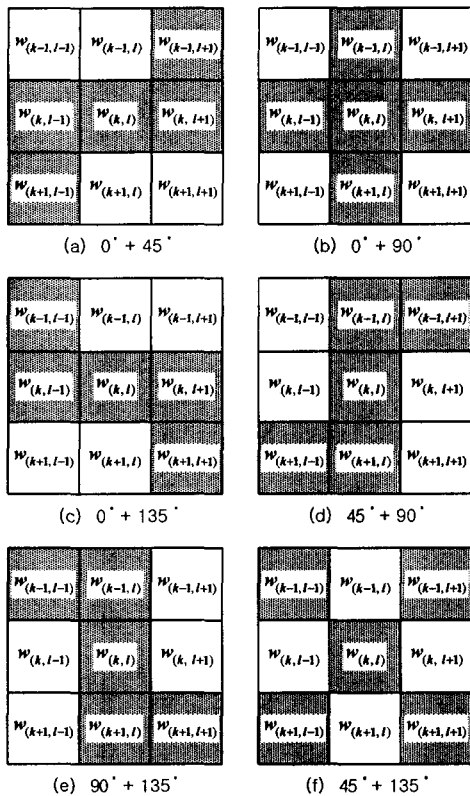 w(k-1, l-1) w(k-1, l) w(k-1, l+1) w(k-1, l-1) w(k-1, l) w(k-1, l+1)
w(k, l-1) w(k, l) w(k, l+1) w(k, l-1) w(k, l) w(k, l+1)
w(k+1, l-1) w(k+1, l) w(k+1, l+1) w(k+1, l-1) w(k+1, l) w(k+1, l+1)
(a) 0° + 45° (b) 0° + 90°
w(k-1, l-1) w(k-1, l) w(k-1, l+1) w(k-1, l-1) w(k-1, l) w(k-1, l+1)
w(k, l-1) w(k, l) w(k, l+1) w(k, l-1) w(k, l) w(k, l+1)
w(k+1, l-1) w(k+1, l) w(k+1, l+1) w(k+1, l-1) w(k+1, l) w(k+1, l+1)
(c) 0° + 135° (d) 45° + 90°
w(k-1, l-1) w(k-1, l) w(k-1, l+1) w(k-1, l-1) w(k-1, l) w(k-1, l+1)
w(k, l-1) w(k, l) w(k, l+1) w(k, l-1) w(k, l) w(k, l+1)
w(k+1, l-1) w(k+1, l) w(k+1, l+1) w(k+1, l-1) w(k+1, l) w(k+1, l+1)
(e) 90° + 135° (f) 45° + 135°